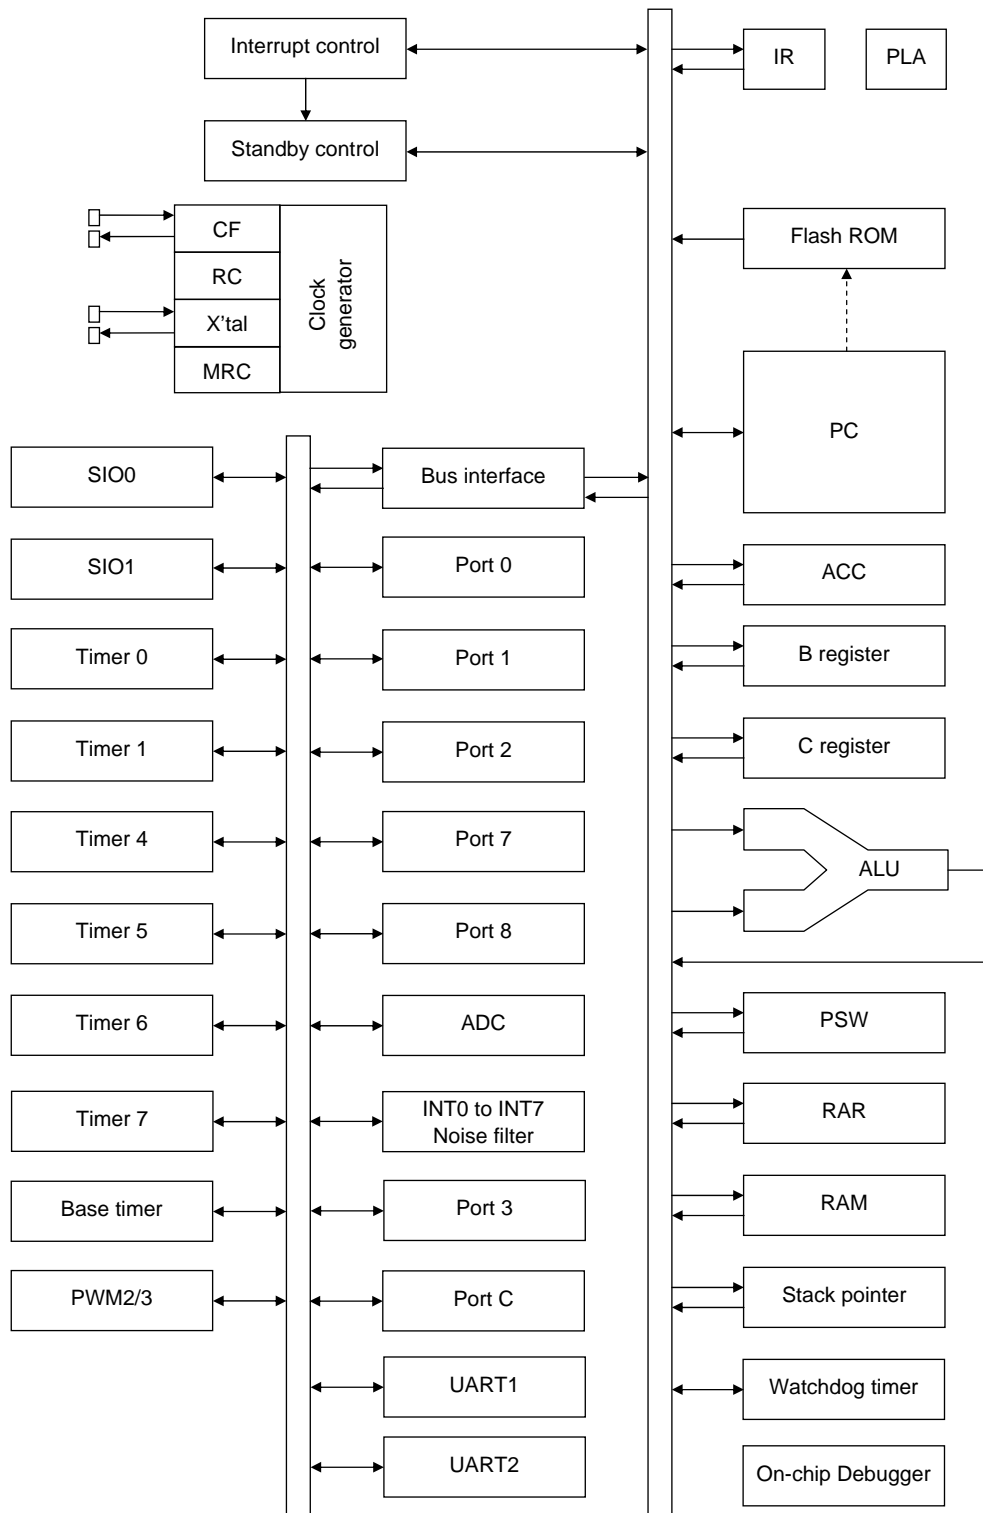 Interrupt control
IR
PLA
Standby control
CF
RC
X'tal
MRC
Clock
generator
Flash ROM
PC
SIO0
Bus interface
SIO1
Port 0
ACC
Timer 0
Port 1
B register
Timer 1
Port 2
C register
Timer 4
Port 7
ALU
Timer 5
Port 8
Timer 6
ADC
PSW
Timer 7
INT0 to INT7
Noise filter
RAR
Base timer
Port 3
RAM
PWM2/3
Port C
Stack pointer
UART1
Watchdog timer
UART2
On-chip Debugger